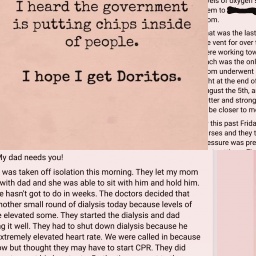 I heard the government
is putting chips inside
of people.
I hope I get Doritos.
My dad needs you!
was taken off isolation this morning. They let my mom
with dad and she was able to sit with him and hold him.
e hasn't got to do in weeks. The doctors decided that
nother small round of dialysis today because levels of
e elevated some. They started the dialysis and dad
g it well. They had to shut down dialysis because he
xtremely elevated heart rate. We were called in because
ow but thought they may have to start CPR. They did
vels of oxygen
em to
om.
hat was the last
e vent for over
ere working tow
ch was the onl
om underwent
ht at the end of
ugust the 5th, a
tter and strong
be closer to m
this past Frida
rses and they t
essure was pre